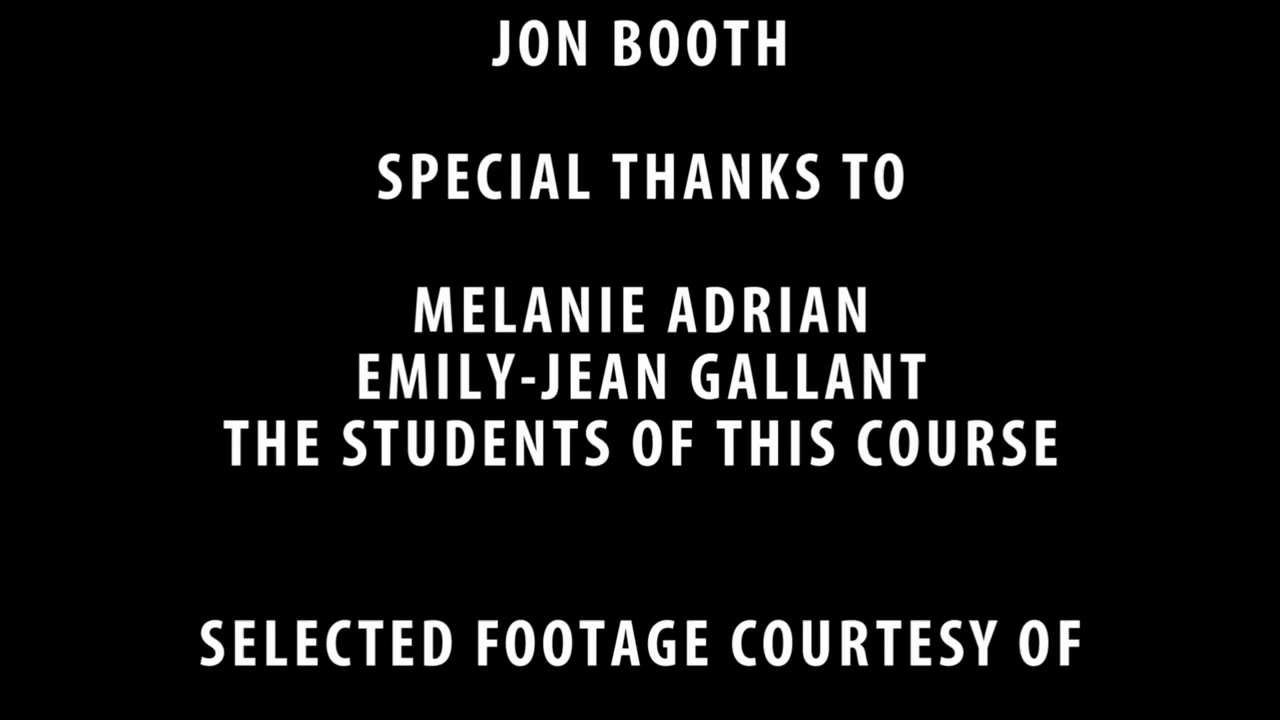 JON BOOTH
SPECIAL THANKS TO
MELANIE ADRIAN
EMILY-JEAN GALLANT
THE STUDENTS OF THIS COURSE
SELECTED FOOTAGE COURTESY OF